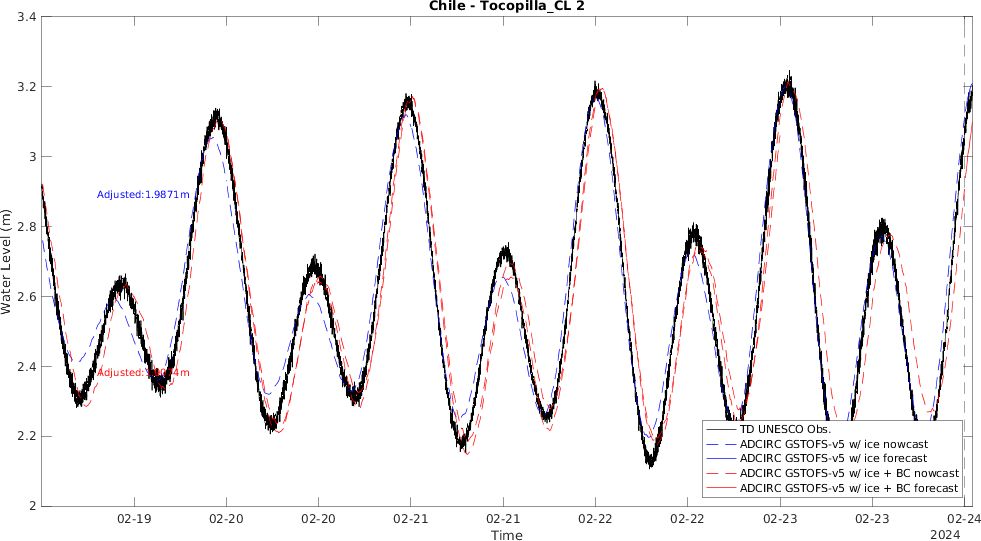 Chile - Tocopilla_CL 2
3.4
3.2
3
2.8
2.6
2.4
2.2
2
Water Level (m)
Adjusted:1.9871m
TD UNESCO Obs.
ADCIRC GSTOFS-v5 w/ ice nowcast
ADCIRC GSTOFS-v5 w/ ice forecast
ADCIRC GSTOFS-v5 w/ ice + BC nowcast
ADCIRC GSTOFS-v5 w/ ice + BC forecast
02-19 02-20 02-20 02-21 02-21 02-22 02-22 02-23 02-23 02-24
Time
2024